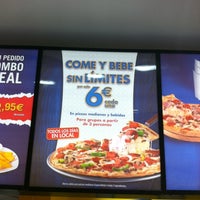 PEDIDO
COMBO
EAL
,95€
COME Y BEBE
SIN LÍMITES
por sólo
6€
cada uno
En pizzas medianas y bebidas
Para grupos a partir
de 2 personas
TODOS LOS DÍAS
EN LOCAL